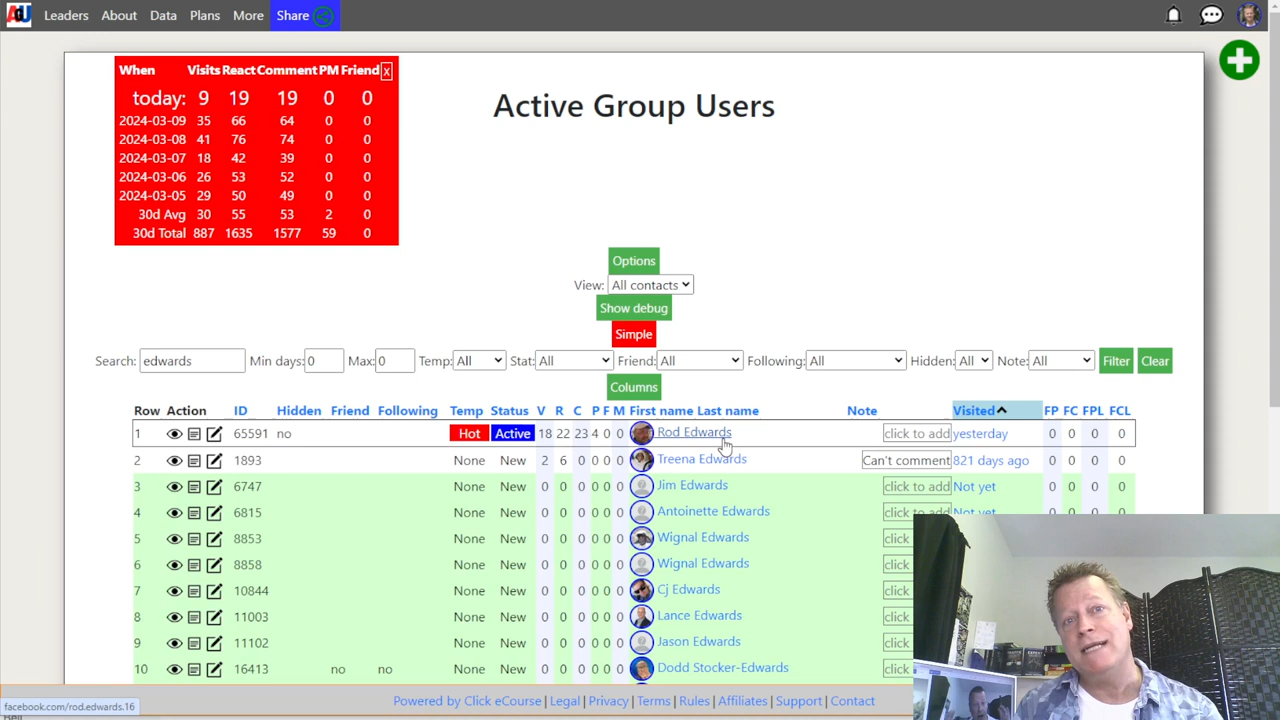 AU Leaders About Data Plans More Share
When Visits React Comment PM Friend X
today: 9 19 19 0 0
2024-03-09 35 66 64 0 0
2024-03-08 41 76 74 0 0
2024-03-07 18 42 39 0 0
2024-03-06 26 53 52 0 0
2024-03-05 29 50 49 0 0
30d Avg 30 55 53 2 0
30d Total 887 1635 1577 59 0
Active Group Users
Options
View: All contacts
Show debug
Simple
Search: edwards Min days: 0 Max: 0 Temp: All Stat: All Friend: All Following: All Hidden: All Note: All Filter Clear
Columns
Row Action ID Hidden Friend Following Temp Status V R C P F M First name Last name Note Visited FP FC FPL FCL
1 65591 no Hot Active 18 22 23 4 0 0 Rod Edwards click to add yesterday 0 0 0 0
2 1893 None New 2 6 0 0 0 0 Treena Edwards Can't comment 821 days ago 0 0 0 0
3 6747 None New 0 0 0 0 0 0 Jim Edwards click to add Not yet 0 0 0 0
4 6815 None New 0 0 0 0 0 0 Antoinette Edwards click to add Not yet 0 0 0 0
5 8853 None New 0 0 0 0 0 0 Wignal Edwards click
6 8858 None New 0 0 0 0 0 0 Wignal Edwards click
7 10844 None New 0 0 0 0 0 0 Cj Edwards click
8 11003 None New 0 0 0 0 0 0 Lance Edwards click
9 11102 None New 0 0 0 0 0 0 Jason Edwards click
10 16413 no no None New 0 0 0 0 0 0 Dodd Stocker-Edwards click
Powered by Click eCourse | Legal | Privacy | Terms | Rules | Affiliates | Support | Contact
facebook.com/rod.edwards.16